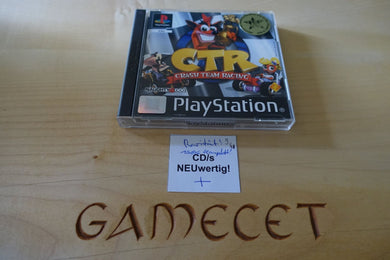 CTR
CRASH TEAM RACING
PlayStation
CD/s
NEUwertig!
GAMECET